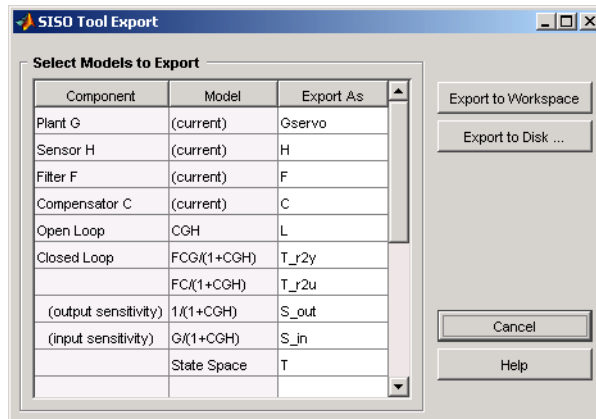 SISO Tool Export
Select Models to Export
Component Model Export As
Plant G (current) Gservo
Sensor H (current) H
Filter F (current) F
Compensator C (current) C
Open Loop CGH L
Closed Loop FCG/(1+CGH) T_r2y
FC/(1+CGH) T_r2u
(output sensitivity) 1/(1+CGH) S_out
(input sensitivity) G/(1+CGH) S_in
State Space T
Export to Workspace
Export to Disk ...
Cancel
Help